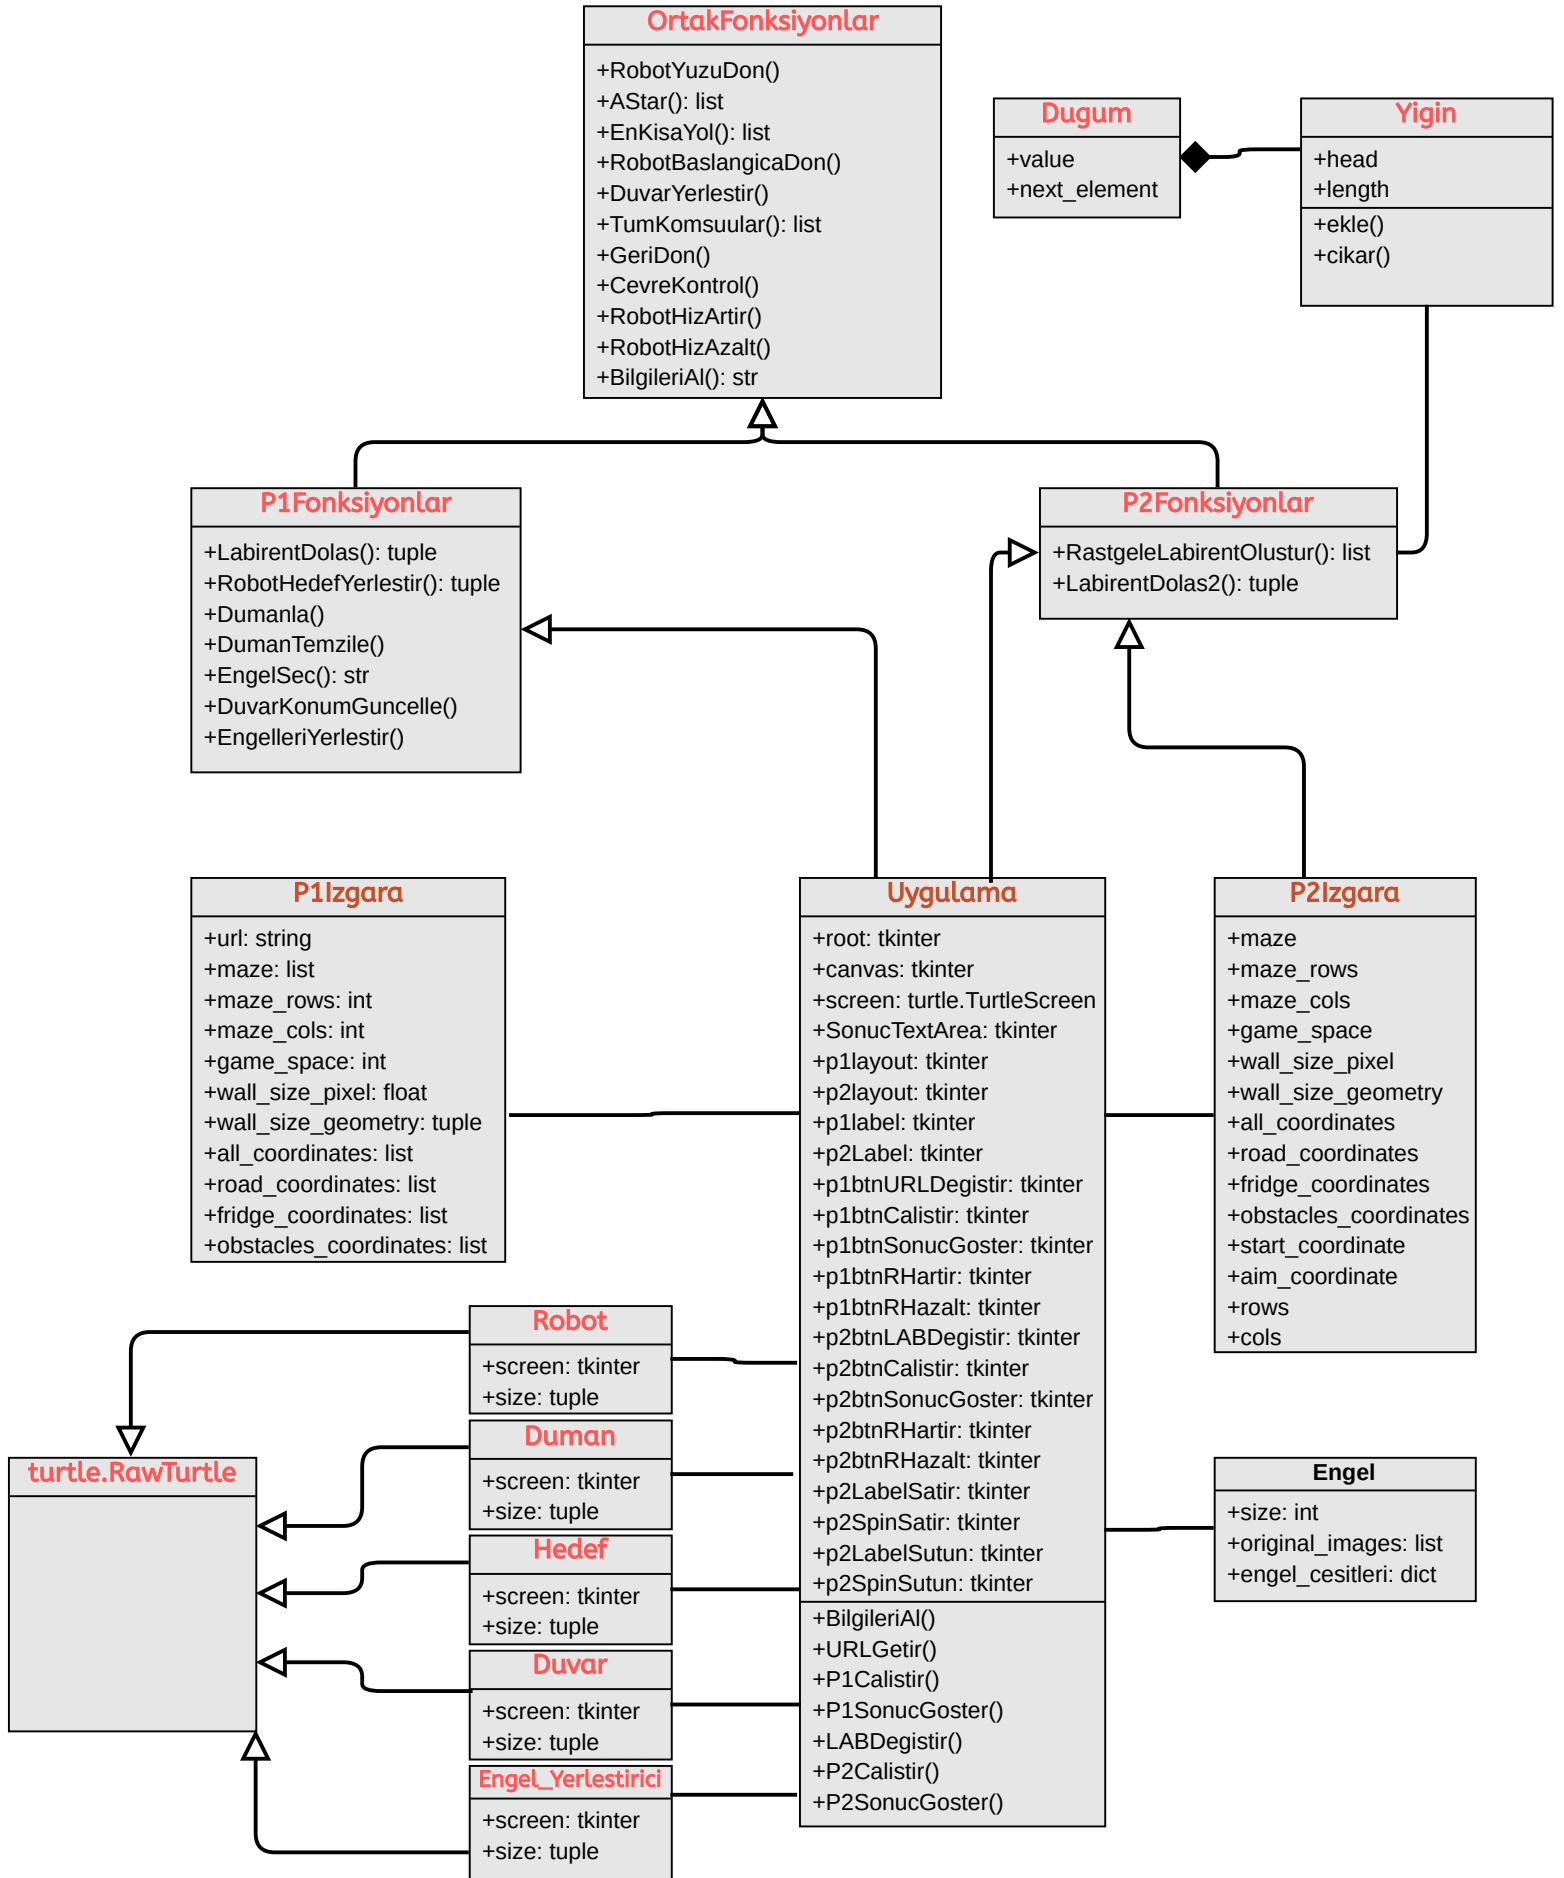 OrtakFonksiyonlar
+RobotYuzuDon()
+AStar(): list
+EnKisaYol(): list
+RobotBaslangicaDon()
+DuvarYerlestir()
+TumKomsuular(): list
+GeriDon()
+CevreKontrol()
+RobotHizArtir()
+RobotHizAzalt()
+BilgileriAl(): str
Dugum
+value
+next_element
Yigin
+head
+length
+ekle()
+cikar()
P1Fonksiyonlar
+LabirentDolas(): tuple
+RobotHedefYerlestir(): tuple
+Dumanla()
+DumanTemzile()
+EngelSec(): str
+DuvarKonumGuncelle()
+EngelleriYerlestir()
P2Fonksiyonlar
+RastgeleLabirentOlustur(): list
+LabirentDolas2(): tuple
P1Izgara
+url: string
+maze: list
+maze_rows: int
+maze_cols: int
+game_space: int
+wall_size_pixel: float
+wall_size_geometry: tuple
+all_coordinates: list
+road_coordinates: list
+fridge_coordinates: list
+obstacles_coordinates: list
Uygulama
+root: tkinter
+canvas: tkinter
+screen: turtle.TurtleScreen
+SonucTextArea: tkinter
+p1layout: tkinter
+p2layout: tkinter
+p1label: tkinter
+p2Label: tkinter
+p1btnURLDegistir: tkinter
+p1btnCalistir: tkinter
+p1btnSonucGoster: tkinter
+p1btnRHartir: tkinter
+p1btnRHazalt: tkinter
+p2btnLABDegistir: tkinter
+p2btnCalistir: tkinter
+p2btnSonucGoster: tkinter
+p2btnRHartir: tkinter
+p2btnRHazalt: tkinter
+p2LabelSatir: tkinter
+p2SpinSatir: tkinter
+p2LabelSutun: tkinter
+p2SpinSutun: tkinter
+BilgileriAl()
+URLGetir()
+P1Calistir()
+P1SonucGoster()
+LABDegistir()
+P2Calistir()
+P2SonucGoster()
P2Izgara
+maze
+maze_rows
+maze_cols
+game_space
+wall_size_pixel
+wall_size_geometry
+all_coordinates
+road_coordinates
+fridge_coordinates
+obstacles_coordinates
+start_coordinate
+aim_coordinate
+rows
+cols
Robot
+screen: tkinter
+size: tuple
Duman
+screen: tkinter
+size: tuple
Hedef
+screen: tkinter
+size: tuple
Duvar
+screen: tkinter
+size: tuple
Engel_Yerlestirici
+screen: tkinter
+size: tuple
turtle.RawTurtle
Engel
+size: int
+original_images: list
+engel_cesitleri: dict